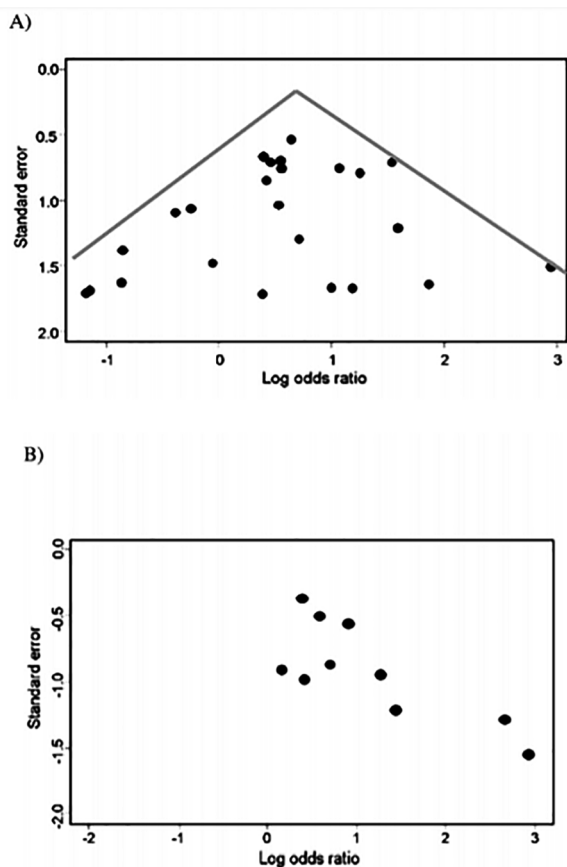 A)
0.0
0.5
1.0
1.5
2.0
Standard error
-1 0 1 2 3
Log odds ratio
B)
0.0
-0.5
-1.0
-1.5
-2.0
Standard error
-2 -1 0 1 2 3
Log odds ratio